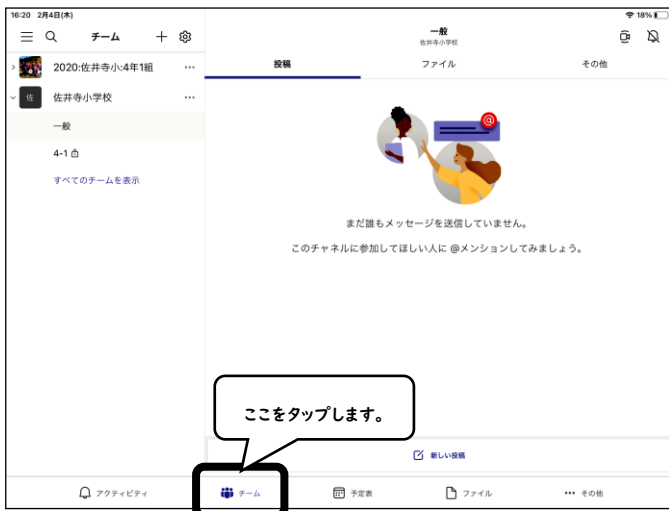 16:20 2月4日(木)
18%
チーム
2020:佐井寺小:4年1組
佐 佐井寺小学校
一般
4-1
すべてのチームを表示
一般
佐井寺小学校
投稿 ファイル その他
@
まだ誰もメッセージを送信していません。
このチャネルに参加してほしい人に @メンションしてみましょう。
ここをタップします。
新しい投稿
アクティビティ チーム 予定表 ファイル その他